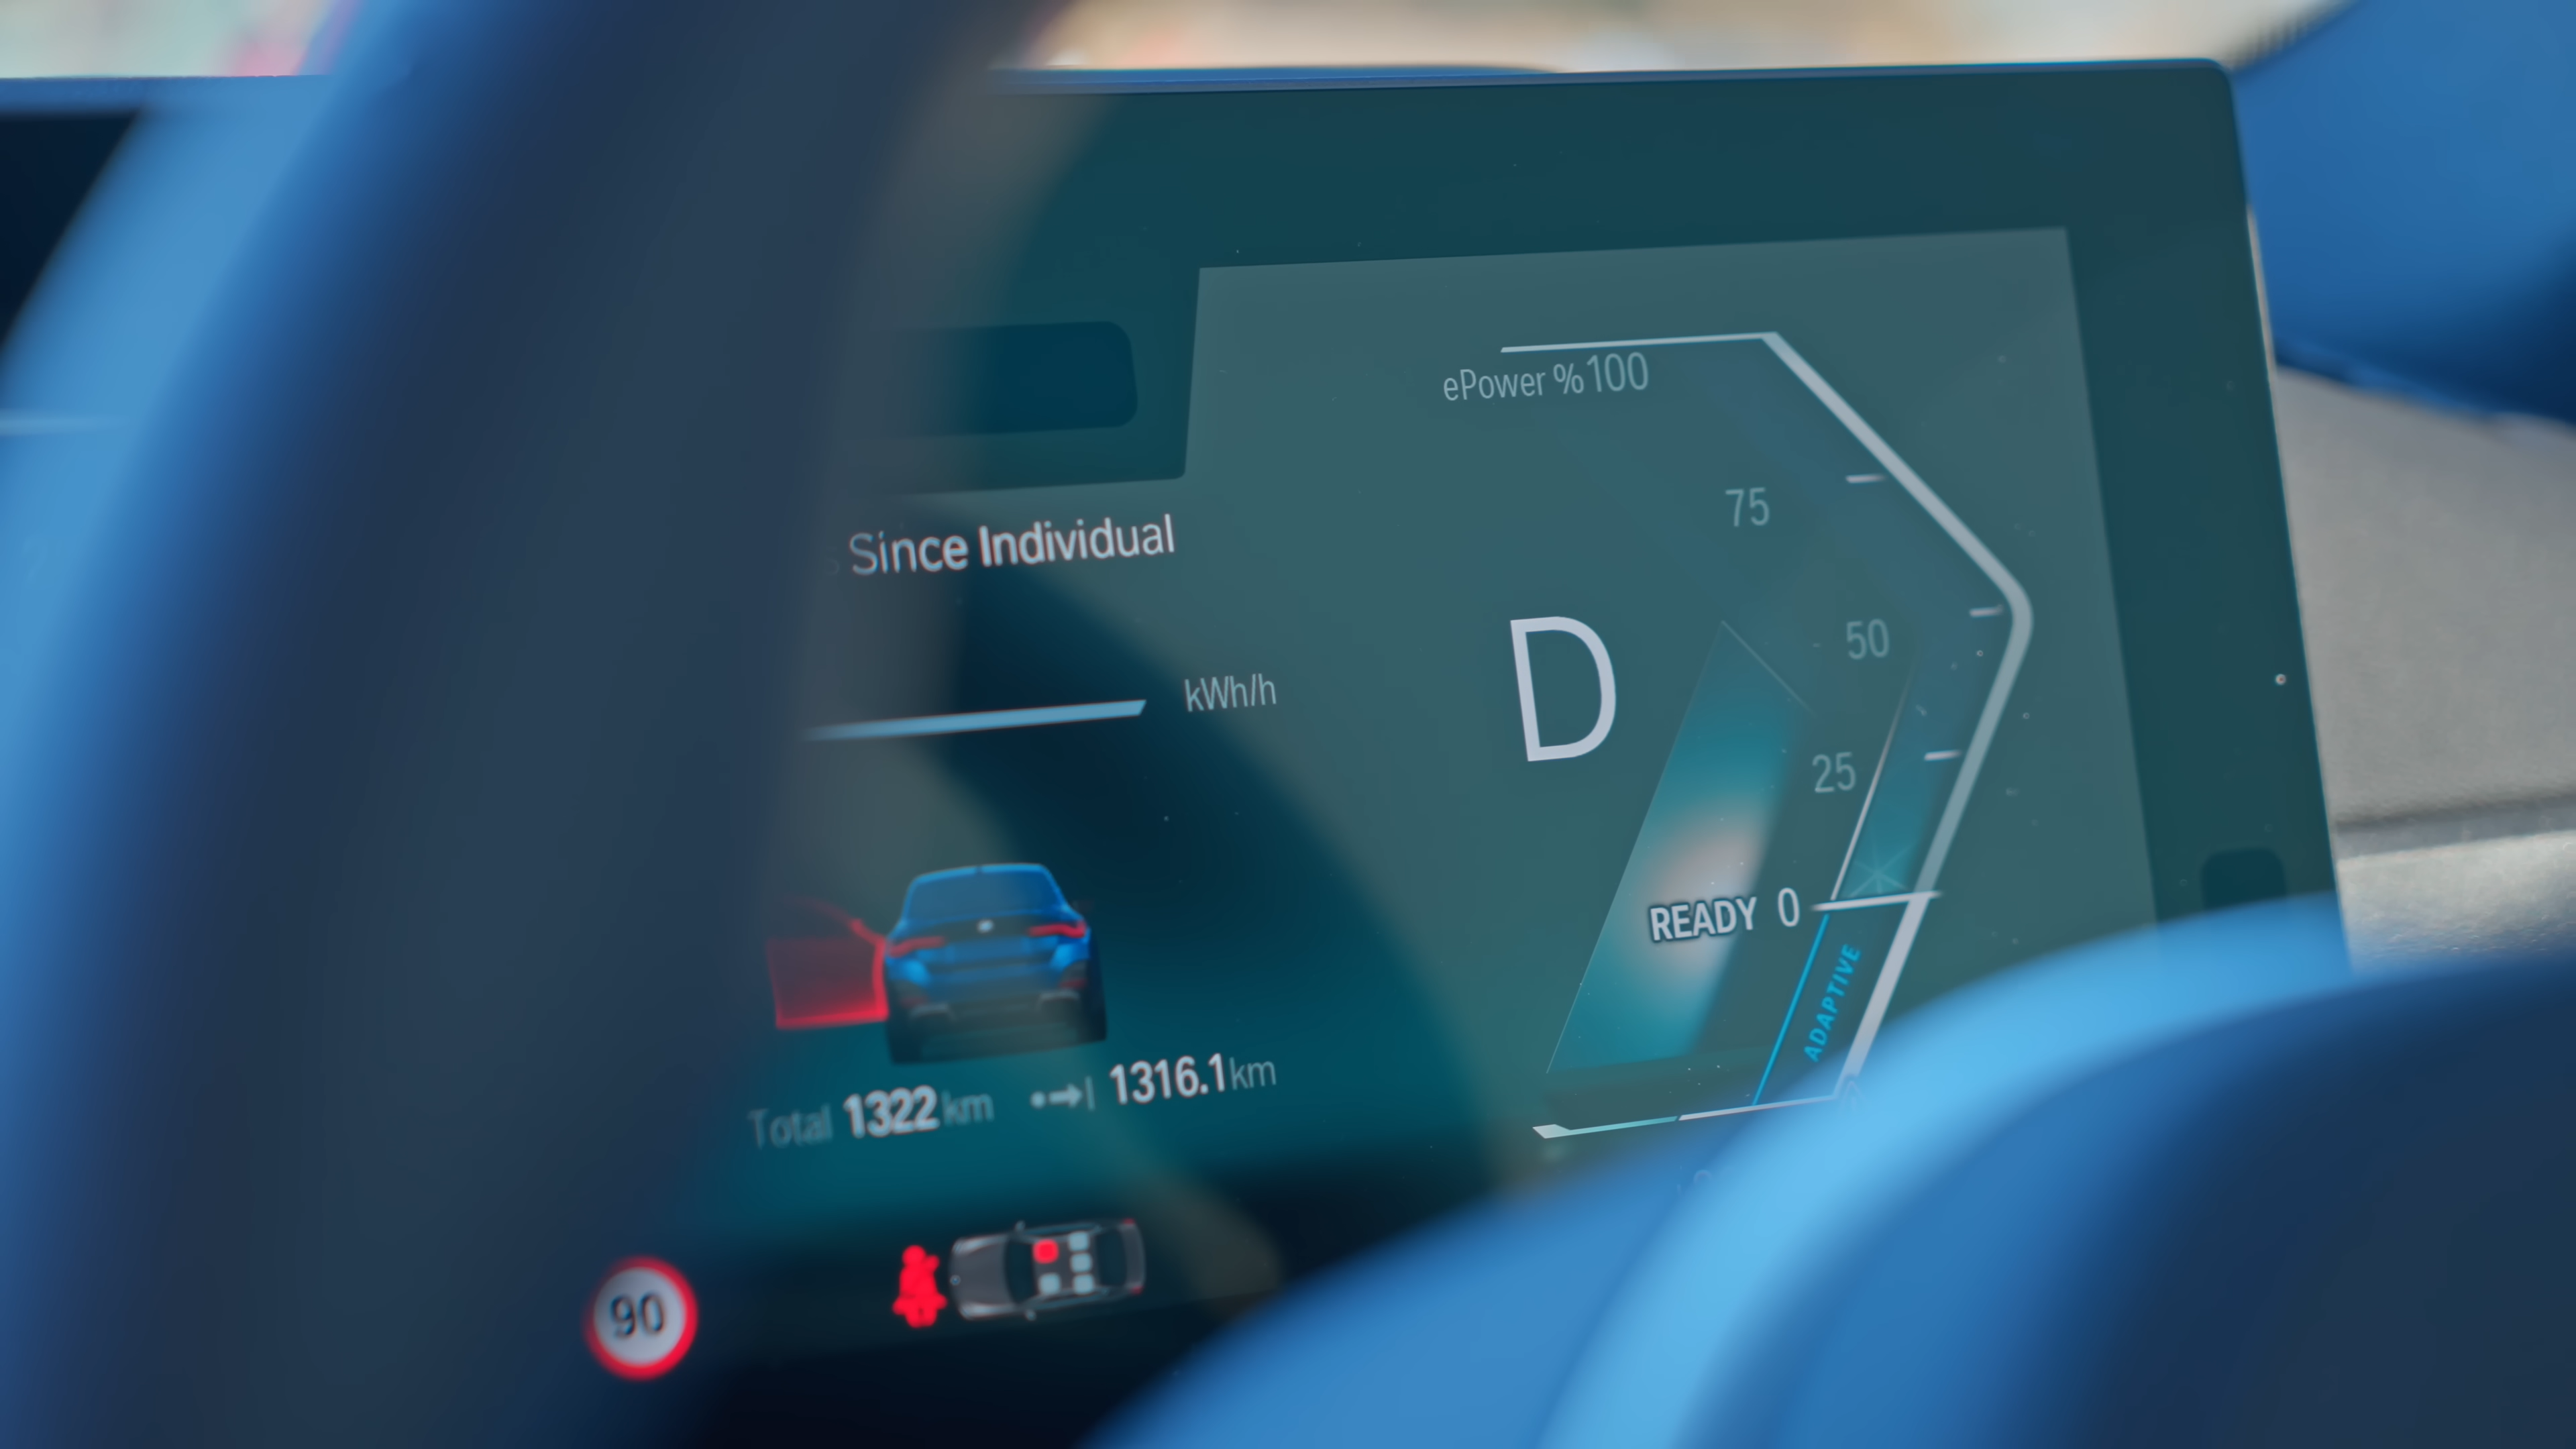 ePower % 100
75
Since Individual
50
kWh/h
25
D
READY 0
ADAPTIVE
Total 1322 km 1316.1 km
90